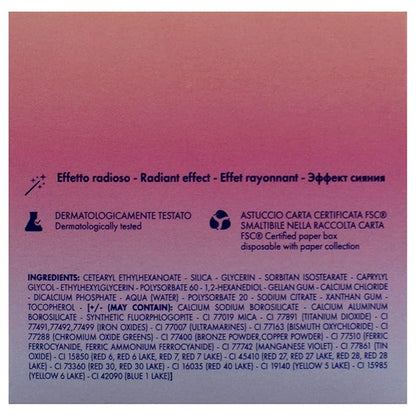 Effetto radioso - Radiant effect - Effet rayonnant - Эффект сияния
DERMATOLOGICAMENTE TESTATO
Dermatologically tested
ASTUCCIO CARTA CERTIFICATA FSC®
SMALTIBILE NELLA RACCOLTA CARTA
FSC® Certified paper box
disposable with paper collection
INGREDIENTS: CETEARYL ETHYLHEXANOATE - SILICA - GLYCERIN - SORBITAN ISOSTEARATE - CAPRYLYL
GLYCOL - ETHYLHEXYLGLYCERIN - POLYSORBATE 60 - 1,2-HEXANEDIOL - GELLAN GUM - CALCIUM CHLORIDE
- DICALCIUM PHOSPHATE - AQUA (WATER) - POLYSORBATE 20 - SODIUM CITRATE - XANTHAN GUM -
TOCOPHEROL - [+/- (MAY CONTAIN): CALCIUM SODIUM BOROSILICATE - CALCIUM ALUMINUM
BOROSILICATE - SYNTHETIC FLUORPHLOGOPITE - CI 77019 MICA - CI 77891 (TITANIUM DIOXIDE) - CI
77491,77492,77499 (IRON OXIDES) - CI 77007 (ULTRAMARINES) - CI 77163 (BISMUTH OXYCHLORIDE) - CI
77288 (CHROMIUM OXIDE GREENS) - CI 77400 (BRONZE POWDER,COPPER POWDER) - CI 77510 (FERRIC
FERROCYANIDE, FERRIC AMMONIUM FERROCYANIDE) - CI 77742 (MANGANESE VIOLET) - CI 77861 (TIN
OXIDE) - CI 15850 (RED 6, RED 6 LAKE, RED 7, RED 7 LAKE) - CI 45410 (RED 27, RED 27 LAKE, RED 28, RED 28
LAKE) - CI 73360 (RED 30, RED 30 LAKE) - CI 16035 (RED 40 LAKE) - CI 19140 (YELLOW 5 LAKE) - CI 15985
(YELLOW 6 LAKE) - CI 42090 (BLUE 1 LAKE)]